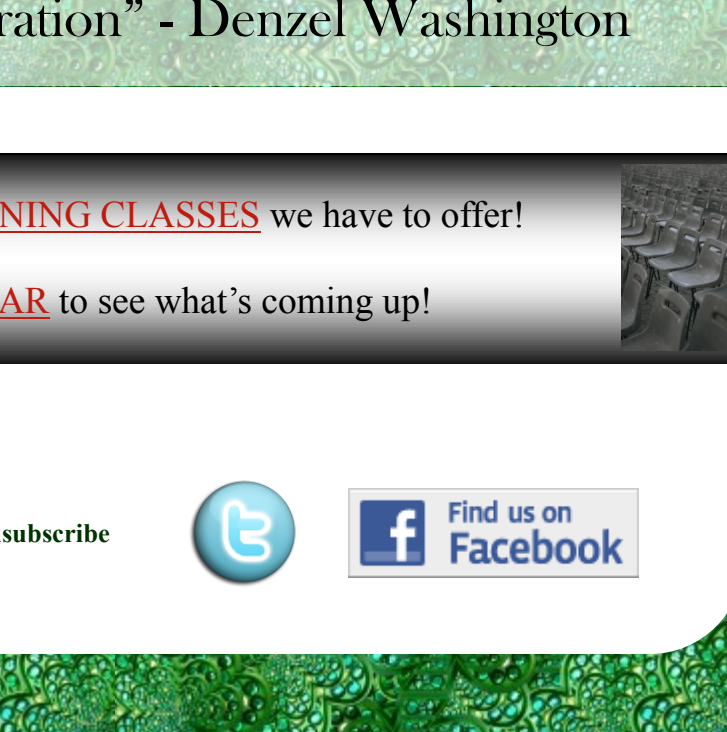 ration” - Denzel Washington
NING CLASSES we have to offer!
AR to see what’s coming up!
subscribe
t
f Find us on
Facebook